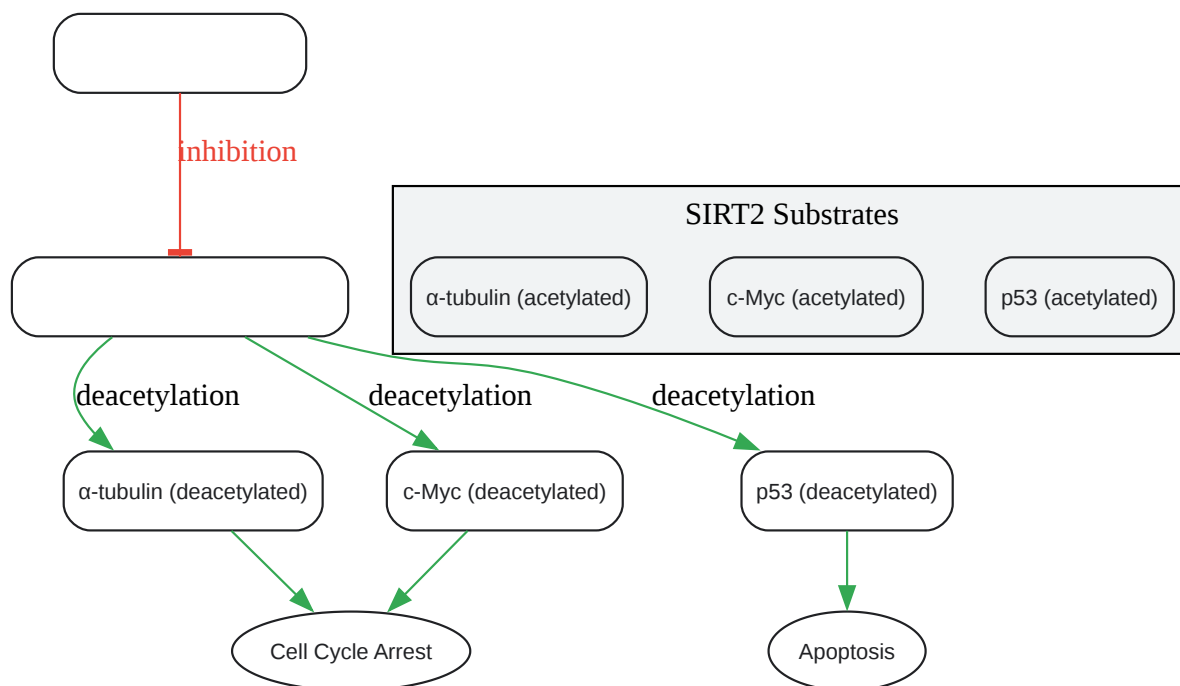 inhibition
SIRT2 Substrates
α-tubulin (acetylated)
c-Myc (acetylated)
p53 (acetylated)
deacetylation
deacetylation
deacetylation
α-tubulin (deacetylated)
c-Myc (deacetylated)
p53 (deacetylated)
Cell Cycle Arrest
Apoptosis